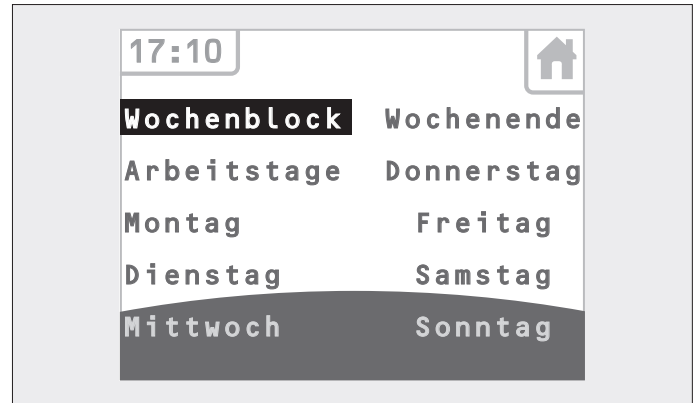 17:10
Wochenblock Wochenende
Arbeitstage Donnerstag
Montag Freitag
Dienstag Samstag
Mittwoch Sonntag